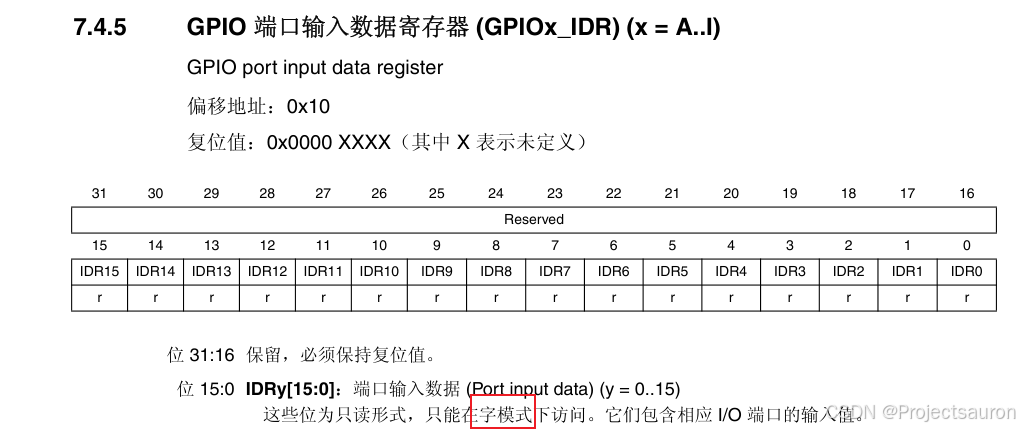 7.4.5 GPIO 端口输入数据寄存器 (GPIOx_IDR) (x = A..I)
GPIO port input data register
偏移地址：0x10
复位值：0x0000 XXXX（其中 X 表示未定义）
31 30 29 28 27 26 25 24 23 22 21 20 19 18 17 16
Reserved
15 14 13 12 11 10 9 8 7 6 5 4 3 2 1 0
IDR15 IDR14 IDR13 IDR12 IDR11 IDR10 IDR9 IDR8 IDR7 IDR6 IDR5 IDR4 IDR3 IDR2 IDR1 IDR0
r r r r r r r r r r r r r r r r
位 31:16 保留，必须保持复位值。
位 15:0 IDRy[15:0]：端口输入数据 (Port input data) (y = 0..15)
这些位为只读形式，只能在字模式下访问。它们包含相应 I/O 端口的输入值。
CSDN @Projectsauron